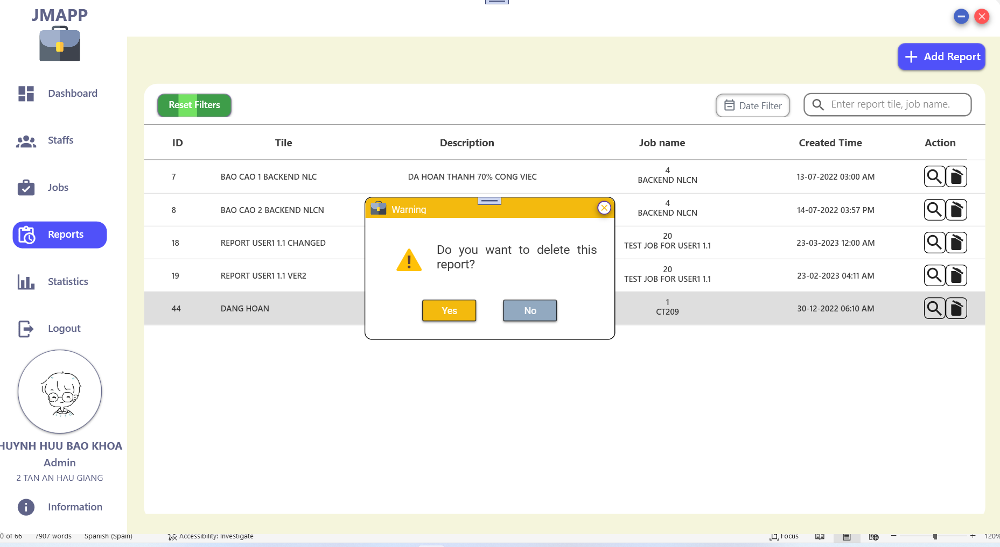 JMAPP
Dashboard
Staffs
Jobs
Reports
Statistics
Logout
HUYNH HUU BAO KHOA
Admin
2 TAN AN HAU GIANG
Information
Add Report
Reset Filters
Date Filter
Enter report tile, job name.
ID Tile Description Job name Created Time Action
7 BAO CAO 1 BACKEND NLC DA HOAN THANH 70% CONG VIEC 4 BACKEND NLCN 13-07-2022 03:00 AM
8 BAO CAO 2 BACKEND NLCN 4 BACKEND NLCN 14-07-2022 03:57 PM
18 REPORT USER1 1.1 CHANGED 20 TEST JOB FOR USER1 1.1 23-03-2023 12:00 AM
19 REPORT USER1 1.1 VER2 20 TEST JOB FOR USER1 1.1 23-02-2023 04:11 AM
44 DANG HOAN 1 CT209 30-12-2022 06:10 AM
Warning
Do you want to delete this
report?
Yes No
0 of 66 7907 words Spanish (Spain) Accessibility: Investigate Focus 120%